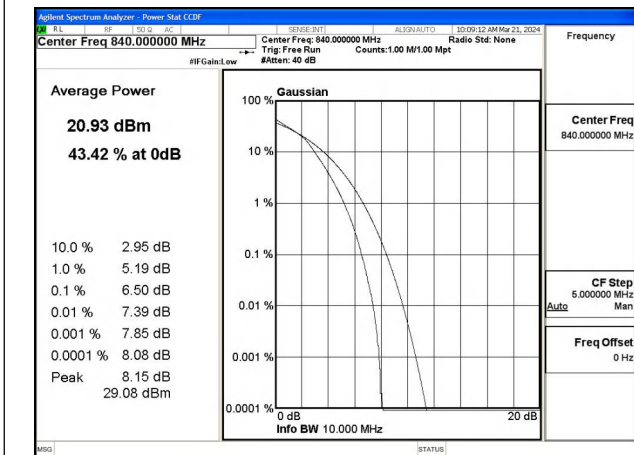 Agilent Spectrum Analyzer - Power Stat CCDF
RL RF 50 Ω AC SENSE:INT ALIGN AUTO 10:09:12 AM Mar 21, 2024
Center Freq 840.000000 MHz
Center Freq: 840.000000 MHz Radio Std: None
Trig: Free Run Counts:1.00 M/1.00 Mpt
#IFGain:Low #Atten: 40 dB
Frequency
Average Power
20.93 dBm
43.42 % at 0dB
10.0 % 2.95 dB
1.0 % 5.19 dB
0.1 % 6.50 dB
0.01 % 7.39 dB
0.001 % 7.85 dB
0.0001 % 8.08 dB
Peak 8.15 dB
29.08 dBm
Gaussian
100 %
10 %
1 %
0.1 %
0.01 %
0.001 %
0.0001 %
0 dB 20 dB
Info BW 10.000 MHz
Center Freq
840.000000 MHz
CF Step
5.000000 MHz
Auto Man
Freq Offset
0 Hz
MSG STATUS